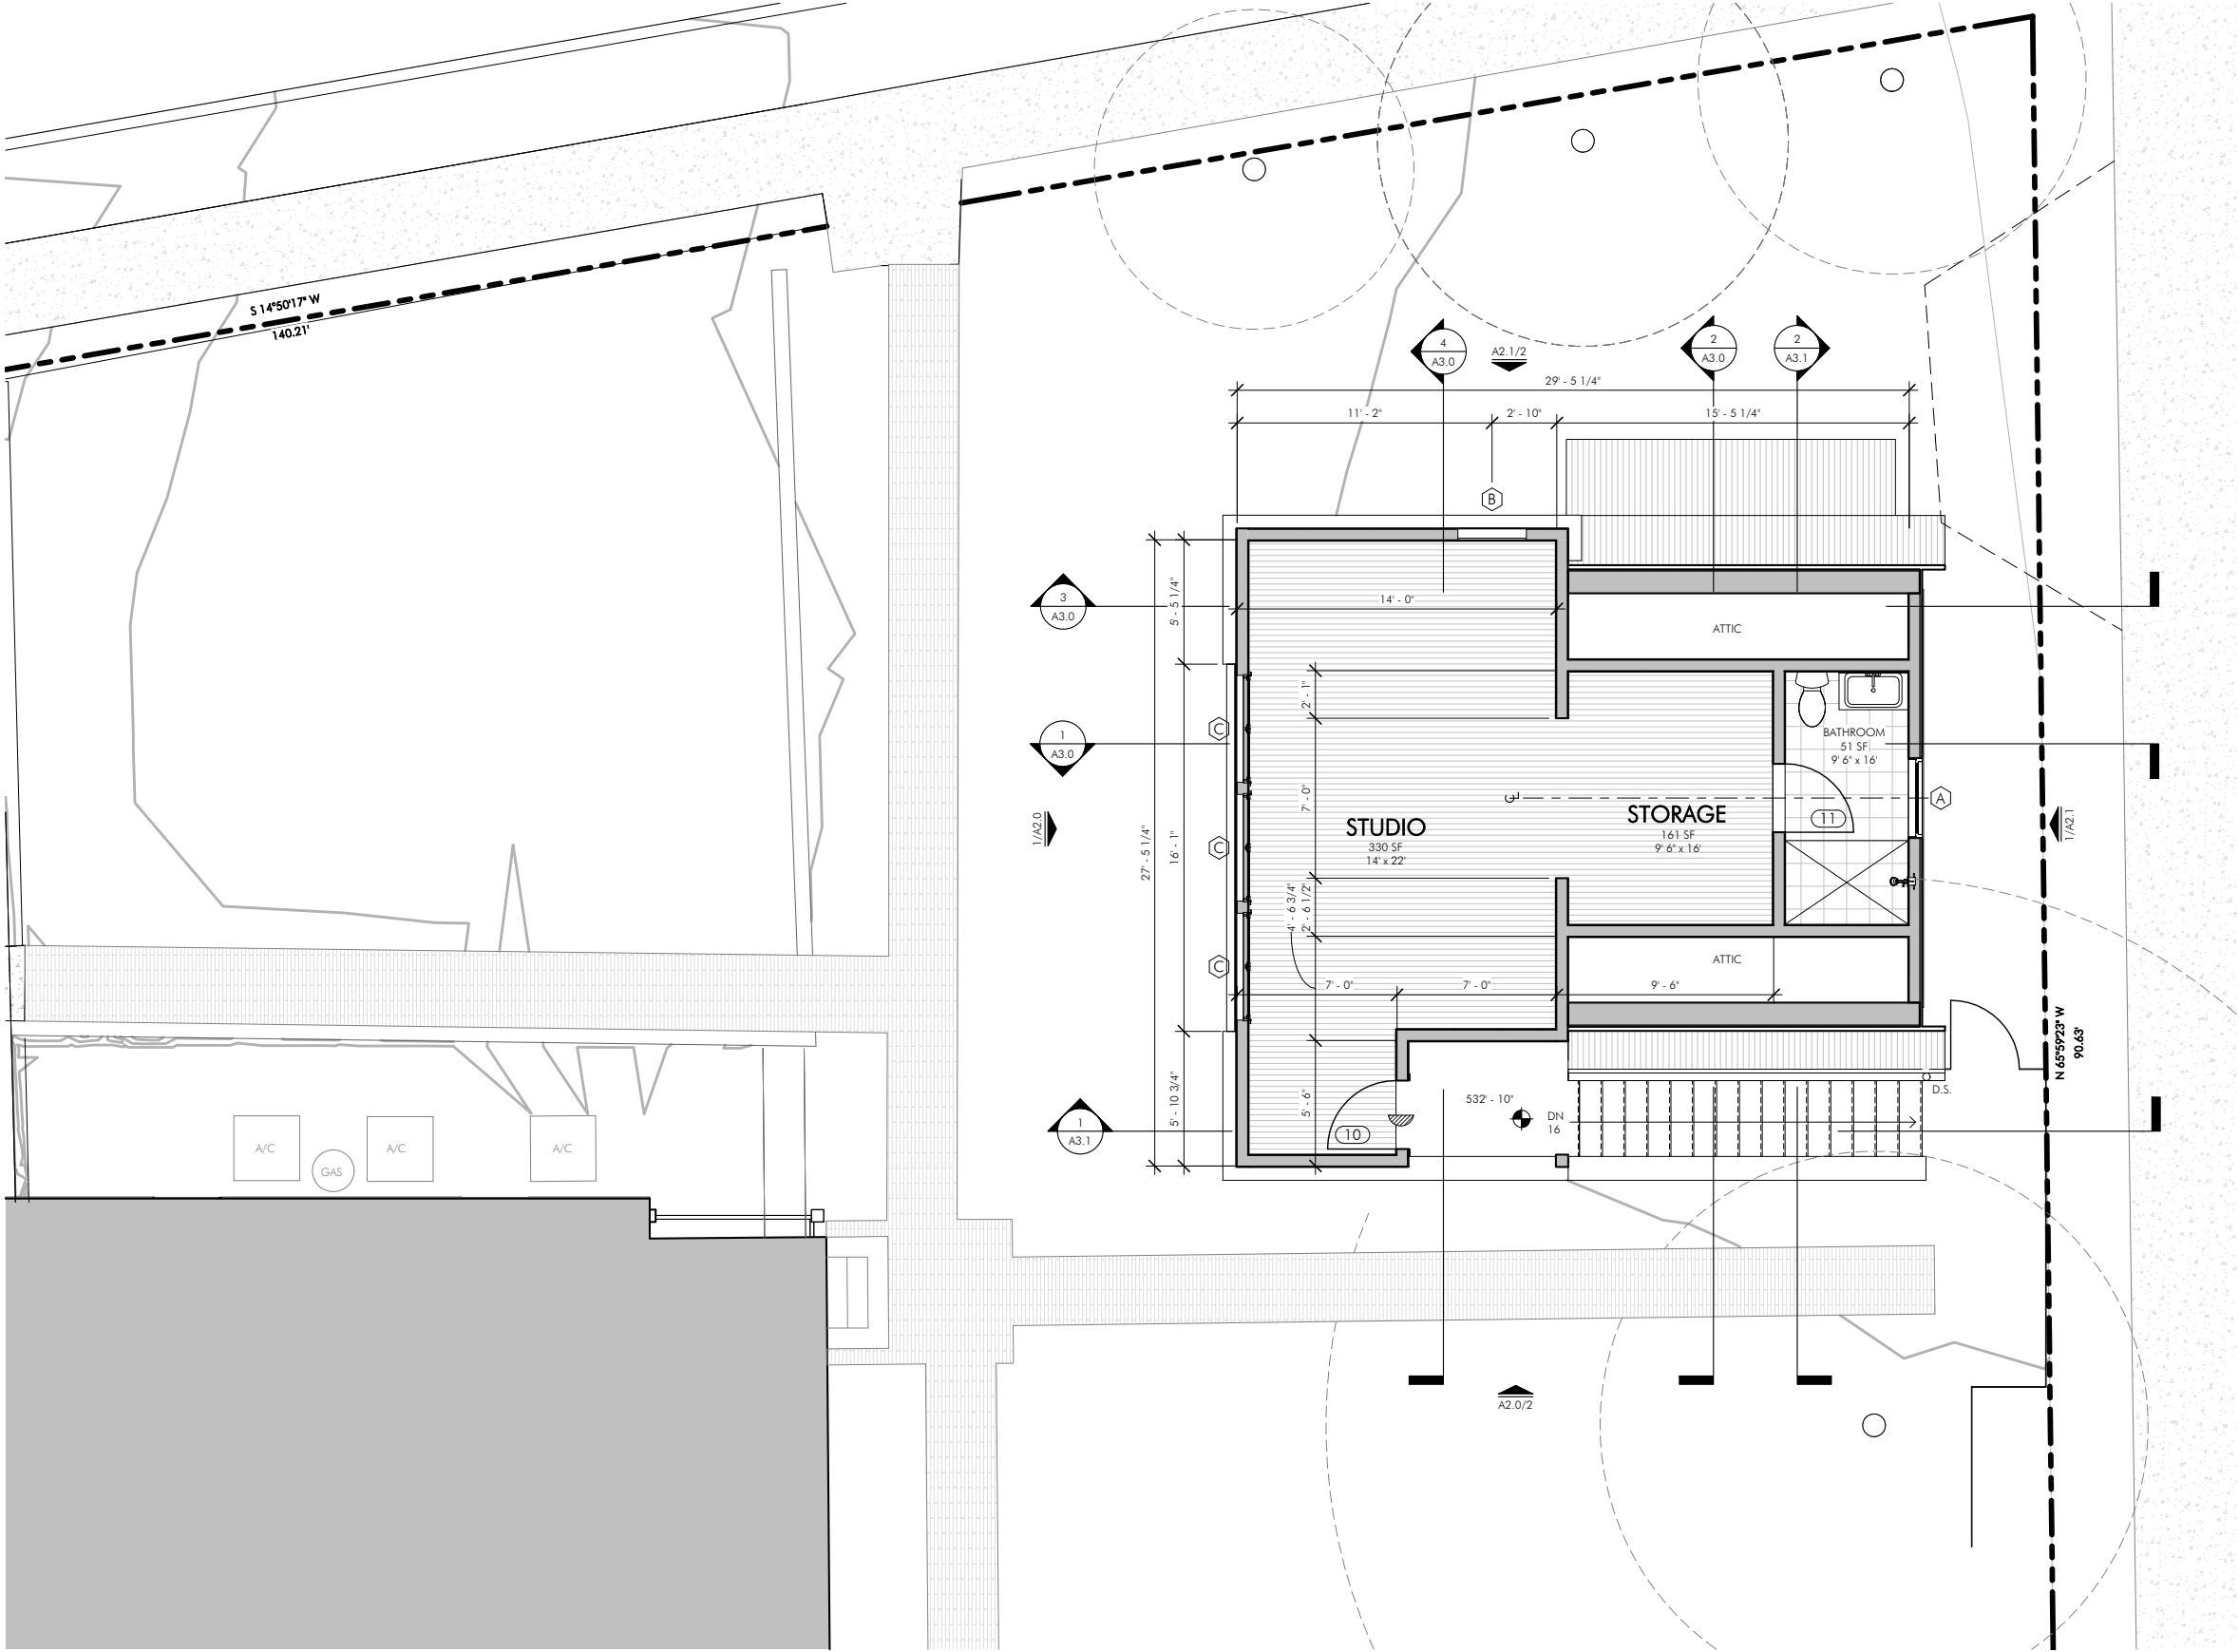 S 14°50'17" W
140.21'
4
A3.0
A2.1/2
2
A3.0
2
A3.1
29' - 5 1/4"
11' - 2"
2' - 10"
15' - 5 1/4"
B
3
A3.0
5' - 5 1/4"
14' - 0"
ATTIC
2' - 1"
C
1
A3.0
BATHROOM
51 SF
9' 6" x 16'
7' - 0"
A
1/A2.0
27' - 5 1/4"
16' - 1"
C
STUDIO
330 SF
14' x 22'
STORAGE
161 SF
9' 6" x 16'
11
1/A2.1
4' - 6 3/4"
2' - 6 1/2"
C
ATTIC
7' - 0"
7' - 0"
9' - 6"
N 65°59'23" W
90.63'
5' - 10 3/4"
5' - 6"
532' - 10"
DN
16
D.S.
1
A3.1
10
A/C
GAS
A/C
A/C
A2.0/2